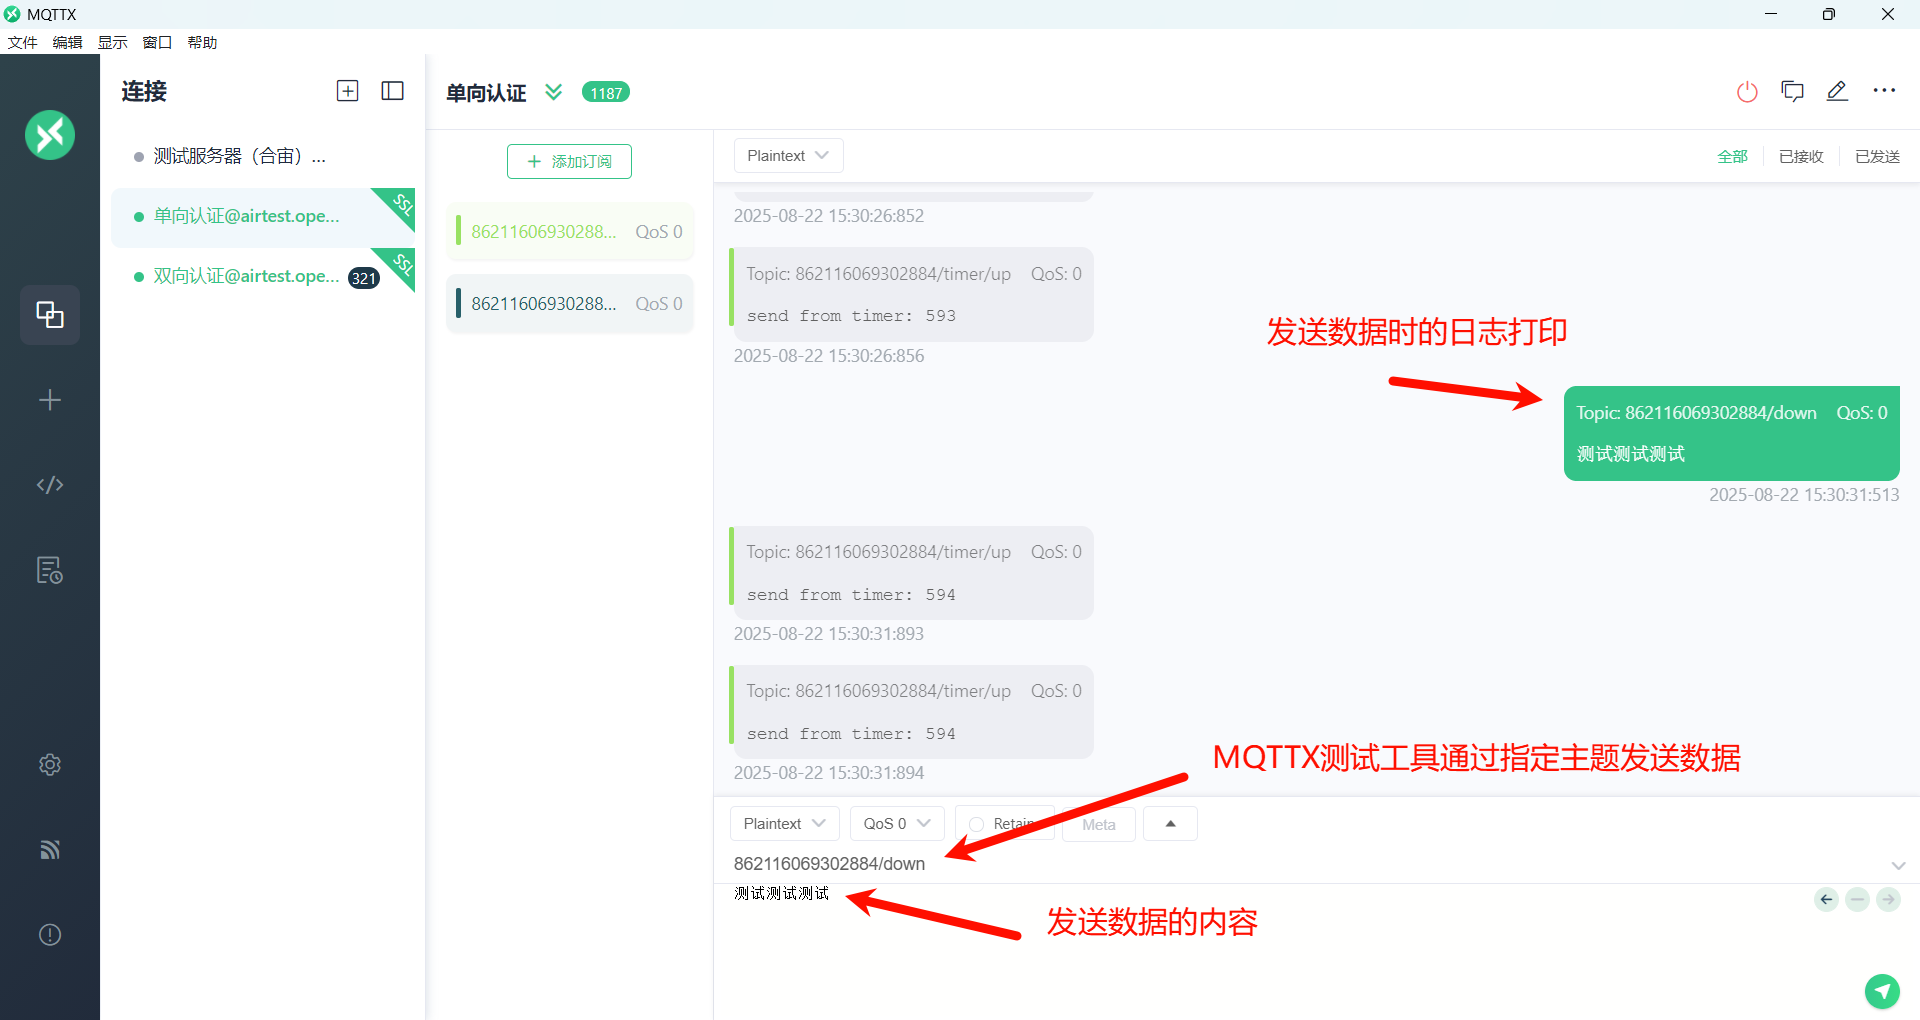 MQTTX
文件 编辑 显示 窗口 帮助
连接
测试服务器（合宙）...
单向认证@airtest.ope...
SSL
双向认证@airtest.ope...
321
SSL
单向认证
1187
添加订阅
86211606930288...
QoS 0
86211606930288...
QoS 0
Plaintext
全部
已接收
已发送
2025-08-22 15:30:26:852
Topic: 862116069302884/timer/up QoS: 0
send from timer: 593
2025-08-22 15:30:26:856
发送数据时的日志打印
Topic: 862116069302884/down QoS: 0
测试测试测试
2025-08-22 15:30:31:513
Topic: 862116069302884/timer/up QoS: 0
send from timer: 594
2025-08-22 15:30:31:893
Topic: 862116069302884/timer/up QoS: 0
send from timer: 594
2025-08-22 15:30:31:894
MQTTX测试工具通过指定主题发送数据
Plaintext
QoS 0
Retain
Meta
862116069302884/down
测试测试测试
发送数据的内容